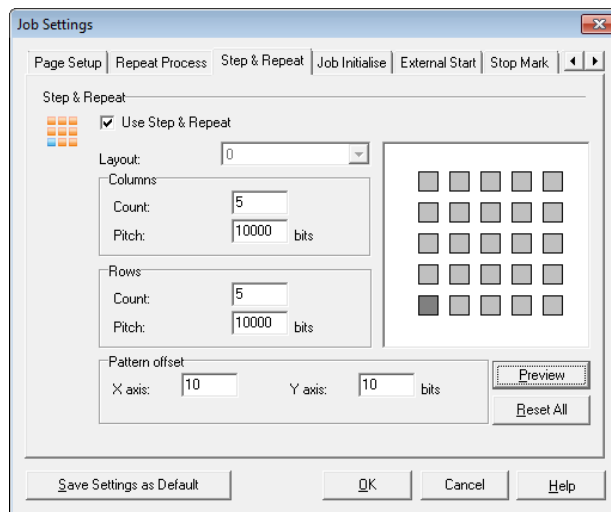 Job Settings
Page Setup Repeat Process Step & Repeat Job Initialise External Start Stop Mark
Step & Repeat
Use Step & Repeat
Layout: 0
Columns
Count: 5
Pitch: 10000 bits
Rows
Count: 5
Pitch: 10000 bits
Pattern offset
X axis: 10 Y axis: 10 bits
Preview
Reset All
Save Settings as Default OK Cancel Help